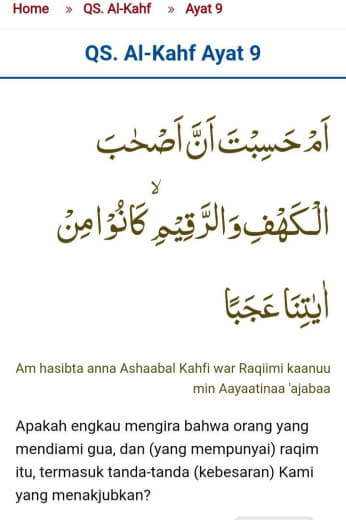 Home » QS. Al-Kahf » Ayat 9
QS. Al-Kahf Ayat 9
اَمْ حَسِبْتَ اَنَّ اَصْحٰبَ
الْكَهْفِ وَالرَّقِيْمِ ۙ كَانُوْا مِنْ
اٰيٰتِنَا عَجَبًا
Am hasibta anna Ashaabal Kahfi war Raqiimi kaanuu
min Aayaatinaa 'ajabaa
Apakah engkau mengira bahwa orang yang
mendiami gua, dan (yang mempunyai) raqim
itu, termasuk tanda-tanda (kebesaran) Kami
yang menakjubkan?